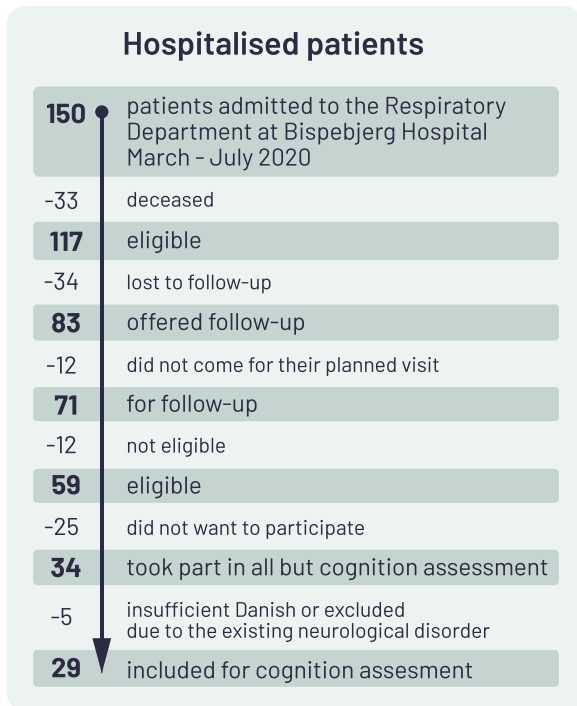 Hospitalised patients
150 patients admitted to the Respiratory
Department at Bispebjerg Hospital
March - July 2020
-33 deceased
117 eligible
-34 lost to follow-up
83 offered follow-up
-12 did not come for their planned visit
71 for follow-up
-12 not eligible
59 eligible
-25 did not want to participate
34 took part in all but cognition assessment
-5 insufficient Danish or excluded
due to the existing neurological disorder
29 included for cognition assesment